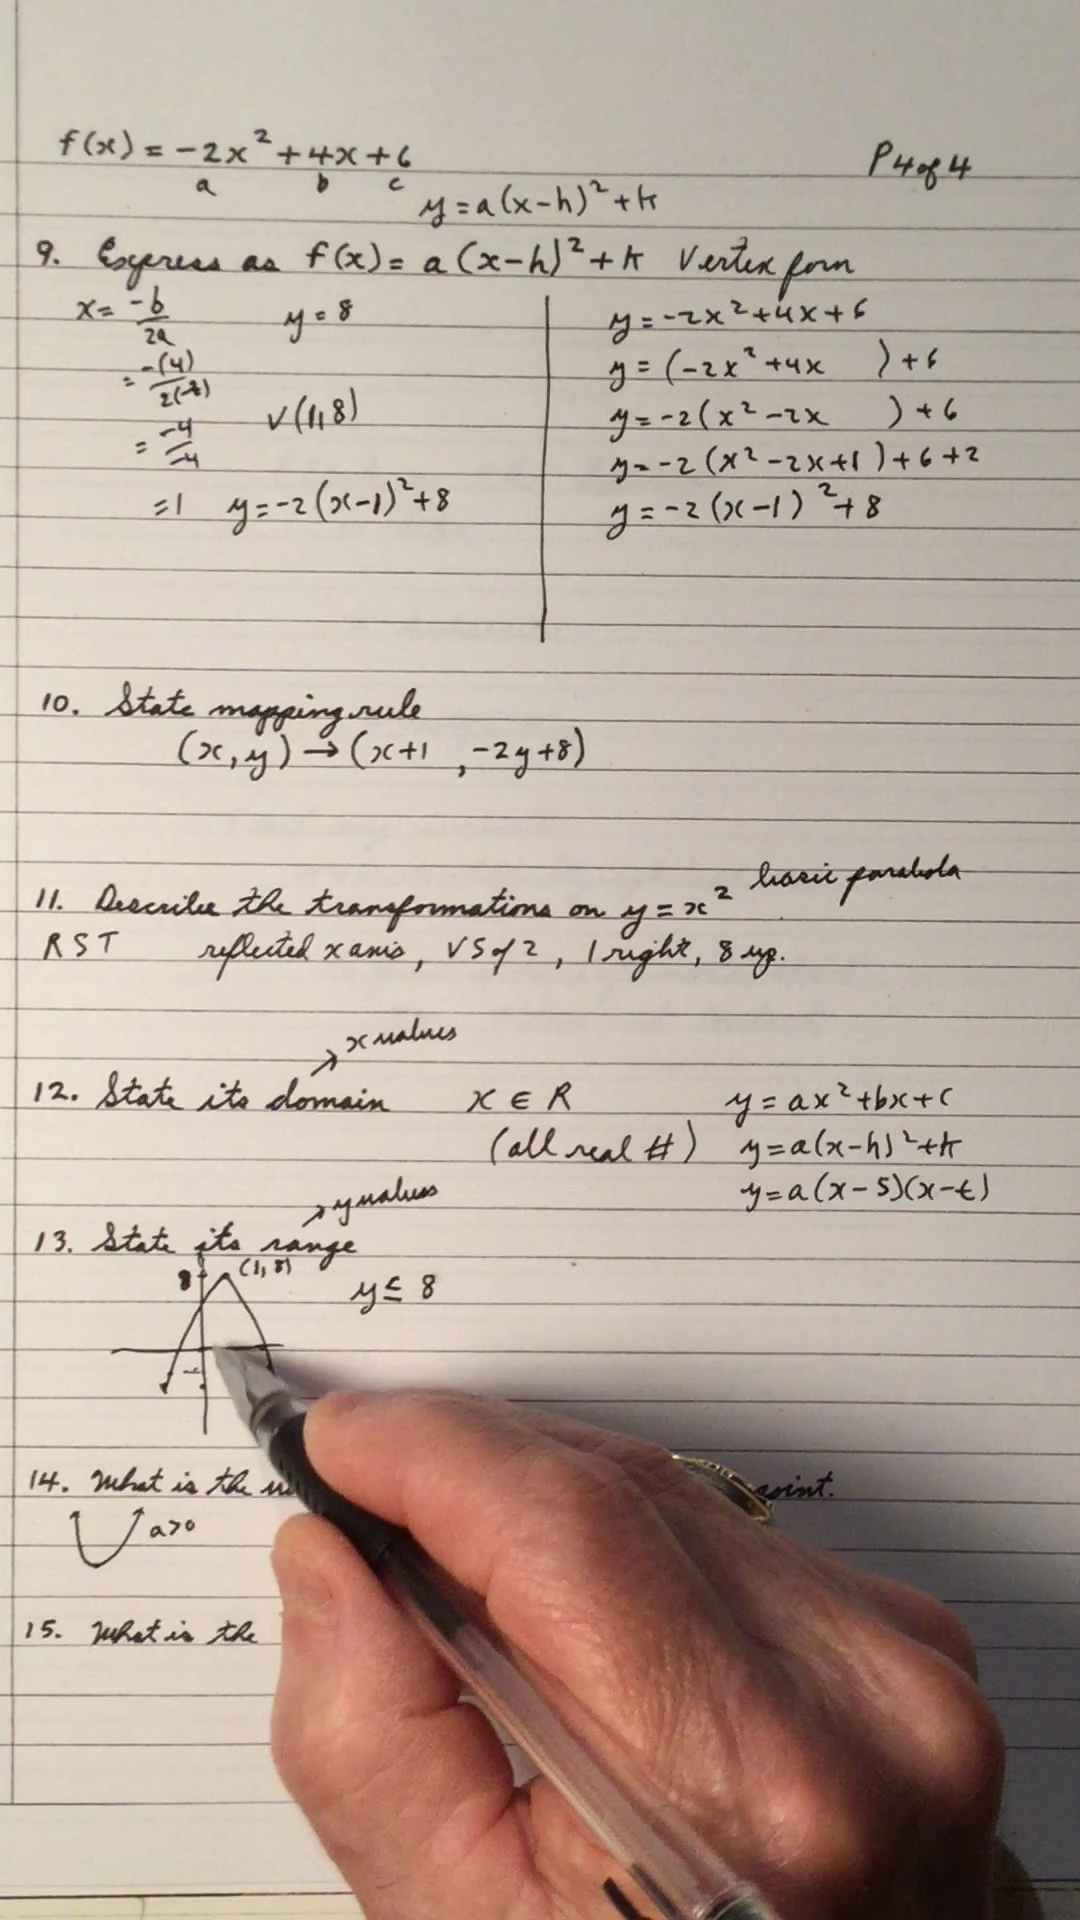 f(x) = -2x² + 4x + 6
a b c
P 4 of 4
y = a(x-h)² + k
9. Express as f(x) = a(x-h)² + k Vertex form
x = -b/2a
= -(4)/2(-2)
= -4/-4
= 1
y = 8
V(1,8)
y = -2(x-1)² + 8
y = -2x² + 4x + 6
y = (-2x² + 4x ) + 6
y = -2(x² - 2x ) + 6
y = -2(x² - 2x + 1) + 6 + 2
y = -2(x-1)² + 8
10. State mapping rule
(x, y) → (x+1, -2y+8)
basic parabola
11. Describe the transformations on y = x²
RST reflected x axis, VS of 2, 1 right, 8 up.
x values
12. State its domain x ∈ R
(all real #)
y = ax² + bx + c
y = a(x-h)² + k
y = a(x-s)(x-t)
y values
13. State its range
8 (1,8)
y ≤ 8
14. What is the point.
a>0
15. What is the